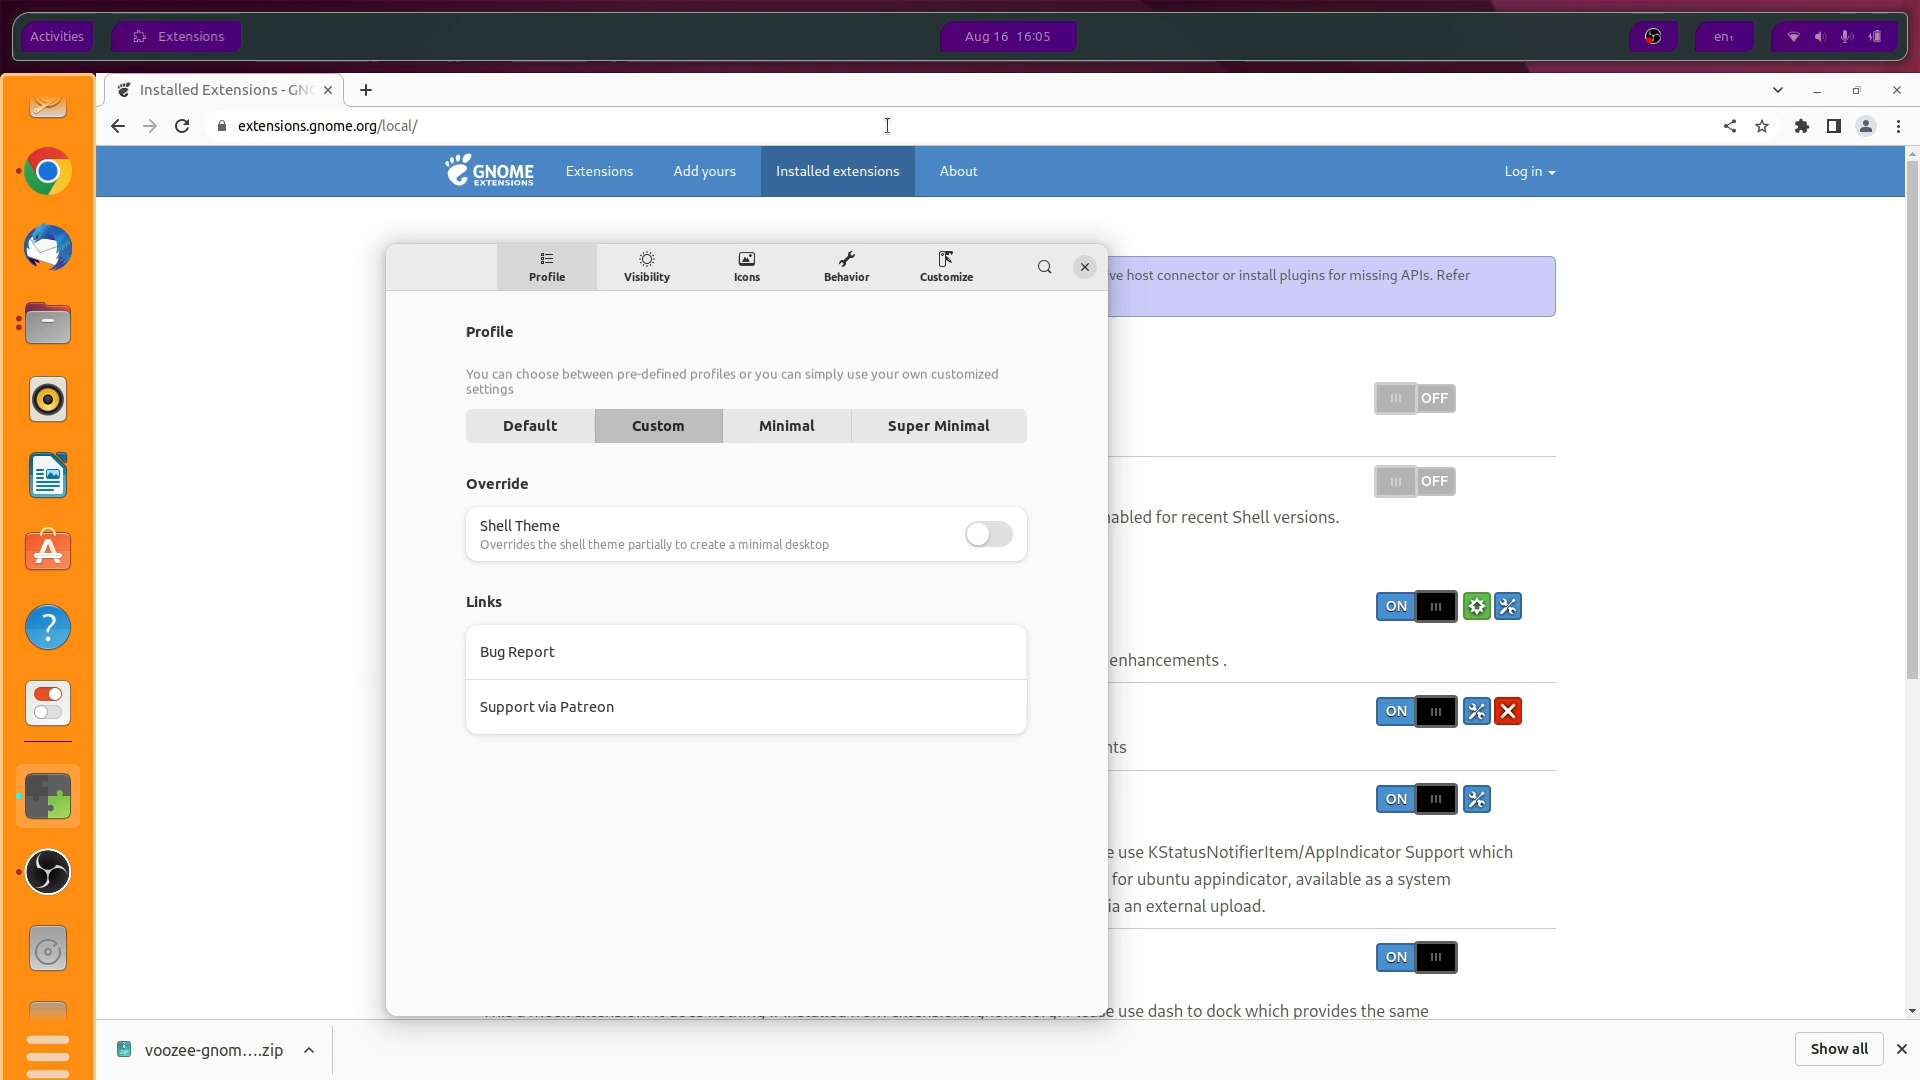 Activities
Extensions
Aug 16 16:05
en₁
Installed Extensions - GN
extensions.gnome.org/local/
GNOME
EXTENSIONS
Extensions
Add yours
Installed extensions
About
Log in
Profile
Visibility
Icons
Behavior
Customize
ve host connector or install plugins for missing APIs. Refer
Profile
You can choose between pre-defined profiles or you can simply use your own customized
settings
Default
Custom
Minimal
Super Minimal
OFF
Override
OFF
Shell Theme
Overrides the shell theme partially to create a minimal desktop
abled for recent Shell versions.
Links
ON
Bug Report
enhancements .
Support via Patreon
ON
nts
ON
e use KStatusNotifierItem/AppIndicator Support which
for ubuntu appindicator, available as a system
ia an external upload.
ON
use dash to dock which provides the same
voozee-gnom....zip
Show all